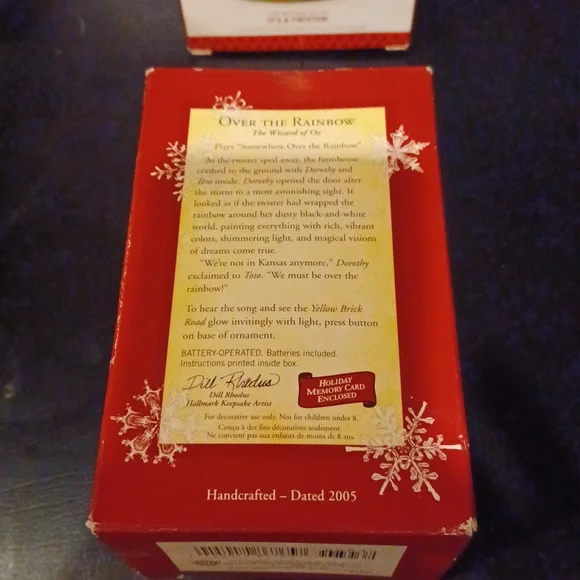 IT'S A TWISTER!
OVER THE RAINBOW
The Wizard of Oz
Plays "Somewhere Over the Rainbow"
As the twister sped away, the farmhouse
crashed to the ground with Dorothy and
Toto inside. Dorothy opened the door after
the storm to a most astonishing sight. It
looked as if the twister had wrapped the
rainbow around her dusty black-and-white
world, painting everything with rich, vibrant
colors, shimmering light, and magical visions
of dreams come true.
"We're not in Kansas anymore," Dorothy
exclaimed to Toto. "We must be over the
rainbow!"
To hear the song and see the Yellow Brick
Road glow invitingly with light, press button
on base of ornament.
BATTERY-OPERATED. Batteries included.
Instructions printed inside box.
Dill Rhodus
Dill Rhodus
Hallmark Keepsake Artist
HOLIDAY
MEMORY CARD
ENCLOSED
For decorative use only. Not for children under 8.
Conçu à des fins décoratives seulement.
Ne convient pas aux enfants de moins de 8 ans.
Handcrafted – Dated 2005